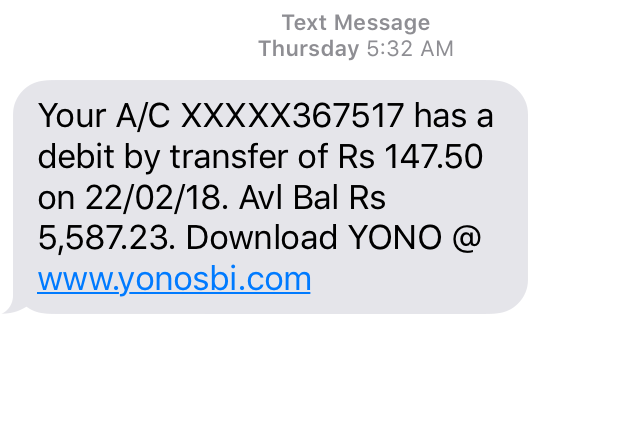 Text Message
Thursday 5:32 AM
Your A/C XXXXX367517 has a
debit by transfer of Rs 147.50
on 22/02/18. Avl Bal Rs
5,587.23. Download YONO @
www.yonosbi.com